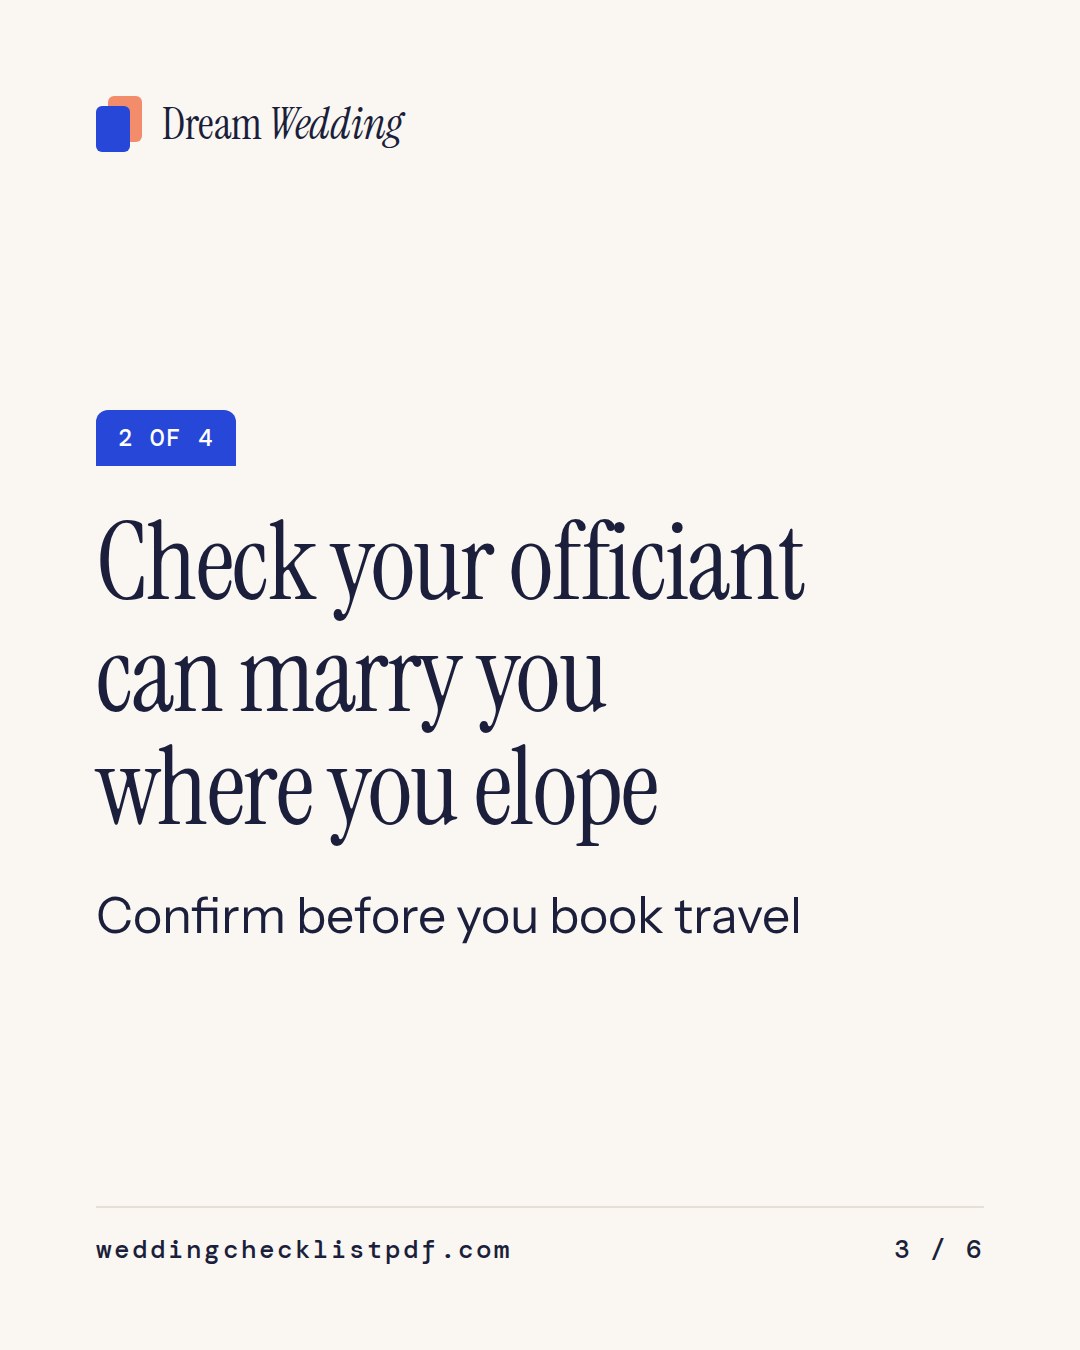 Dream Wedding
2 OF 4
Check your officiant
can marry you
where you elope
Confirm before you book travel
weddingchecklistpdf.com
3 / 6